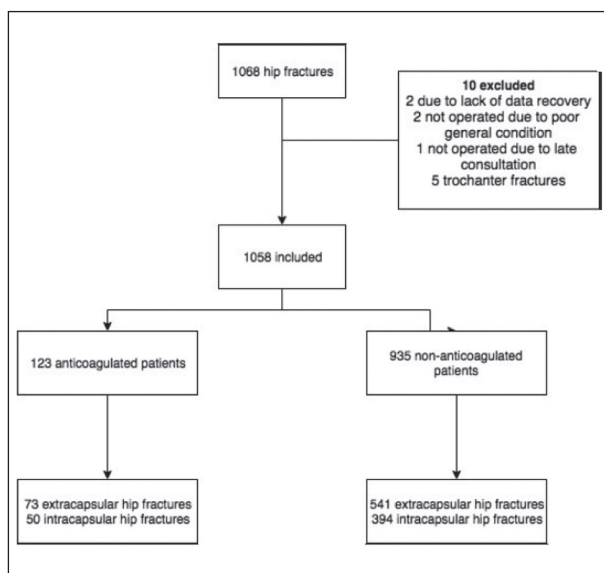 1068 hip fractures
10 excluded
2 due to lack of data recovery
2 not operated due to poor
general condition
1 not operated due to late
consultation
5 trochanter fractures
1058 included
123 anticoagulated patients
935 non-anticoagulated
patients
73 extracapsular hip fractures
50 intracapsular hip fractures
541 extracapsular hip fractures
394 intracapsular hip fractures